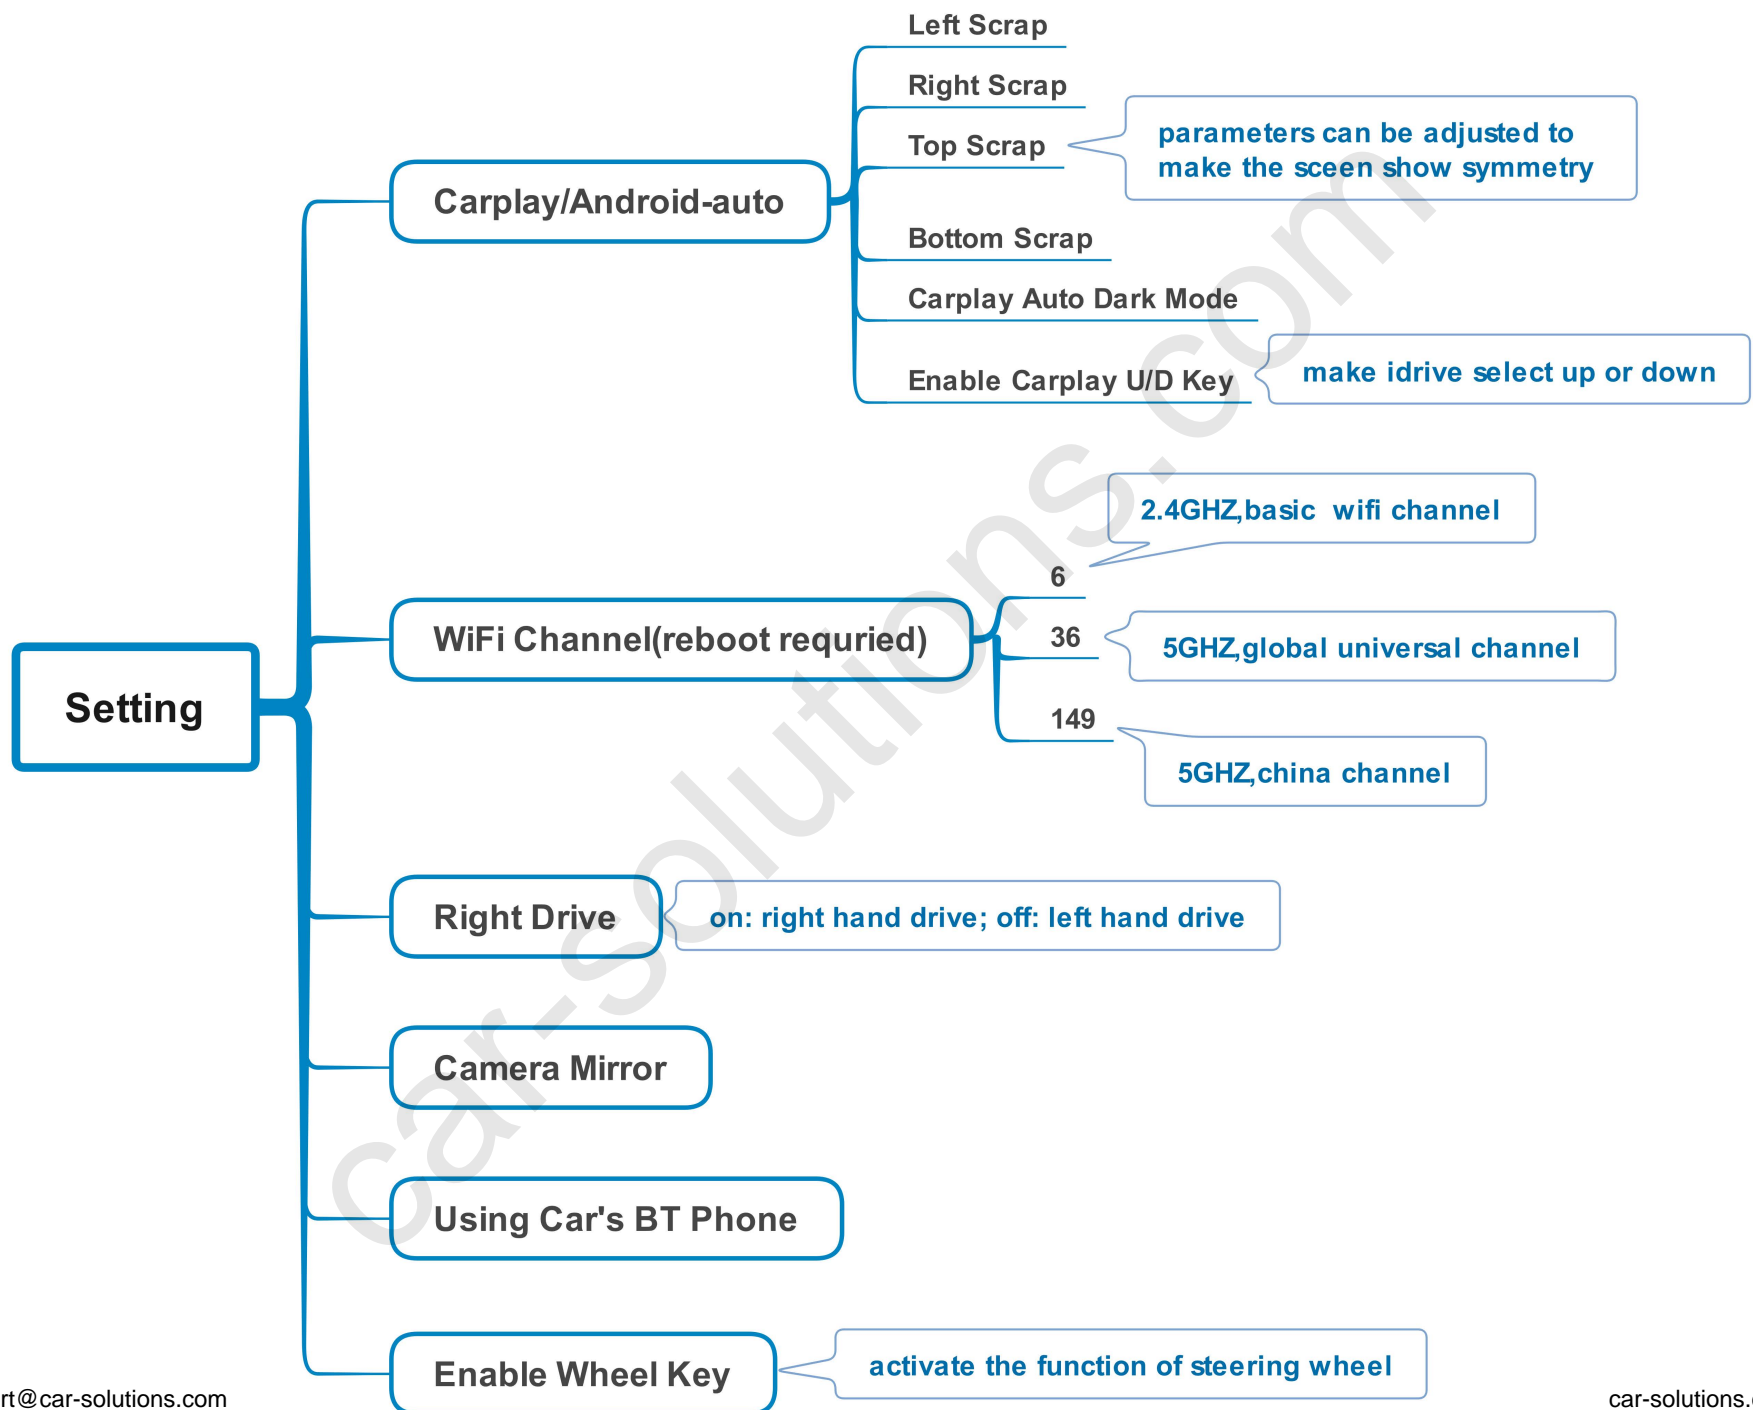 Left Scrap
Right Scrap
Top Scrap
parameters can be adjusted to
make the sceen show symmetry
Carplay/Android-auto
Bottom Scrap
Carplay Auto Dark Mode
Enable Carplay U/D Key
make idrive select up or down
2.4GHZ,basic  wifi channel
6
WiFi Channel(reboot requried)
36
5GHZ,global universal channel
Setting
149
5GHZ,china channel
Right Drive
on: right hand drive; off: left hand drive
Camera Mirror
Using Car's BT Phone
Enable Wheel Key
activate the function of steering wheel
car-solutions.com
rt@car-solutions.com
car-solutions.